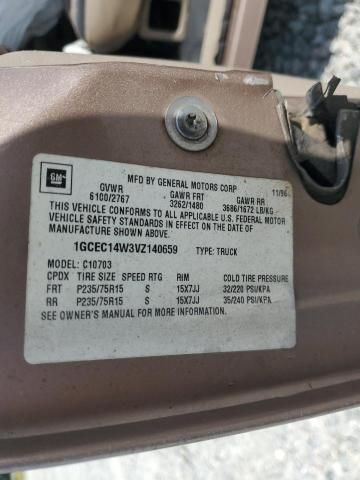 GM
MFD BY GENERAL MOTORS CORP 11/96
GVWR GAWR FRT GAWR RR
6100/2767 3262/1480 3686/1672 LB/KG
THIS VEHICLE CONFORMS TO ALL APPLICABLE U.S. FEDERAL MOTOR
VEHICLE SAFETY STANDARDS IN EFFECT ON THE DATE OF
MANUFACTURE SHOWN ABOVE.
1GCEC14W3VZ140659 TYPE: TRUCK
MODEL: C10703
CPDX TIRE SIZE SPEED RTG RIM COLD TIRE PRESSURE
FRT P235/75R15 S 15X7JJ 32/220 PSI/KPA
RR P235/75R15 S 15X7JJ 35/240 PSI/KPA
SEE OWNER'S MANUAL FOR MORE INFORMATION.